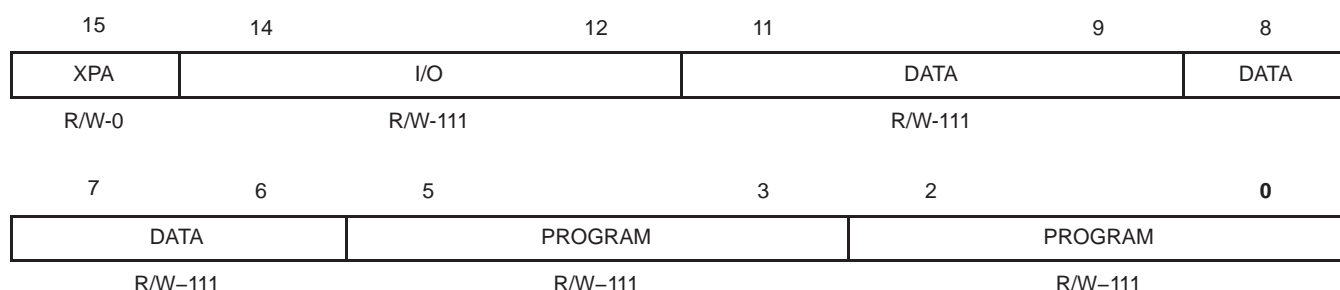 15 14 12 11 9 8
XPA I/O DATA DATA
R/W-0 R/W-111 R/W-111
7 6 5 3 2 0
DATA PROGRAM PROGRAM
R/W–111 R/W–111 R/W–111